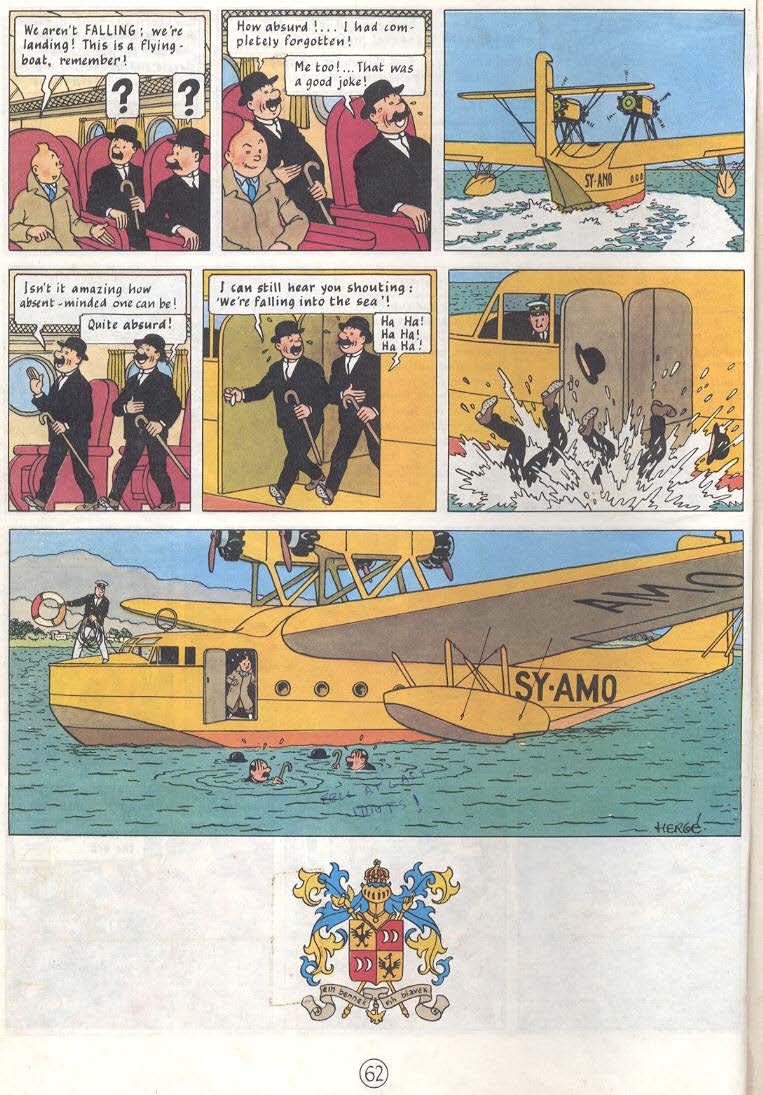 We aren't FALLING; we're
landing! This is a flying-
boat, remember!
?
?
How absurd!... I had com-
pletely forgotten!
Me too!... That was
a good joke!
SY-AMO
Isn't it amazing how
absent-minded one can be!
Quite absurd!
I can still hear you shouting:
'We're falling into the sea'!
Ha Ha!
Ha Ha!
Ha Ha!
AMO
SY-AMO
FELL AT LAST
IDIOTS!
HERGÉ.
eih bennek
eih blavek
62